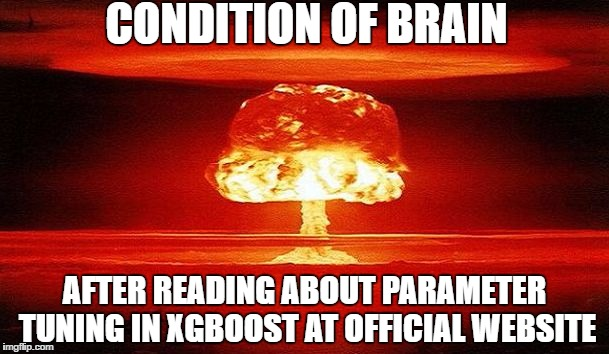 CONDITION OF BRAIN
AFTER READING ABOUT PARAMETER
TUNING IN XGBOOST AT OFFICIAL WEBSITE
imgflip.com